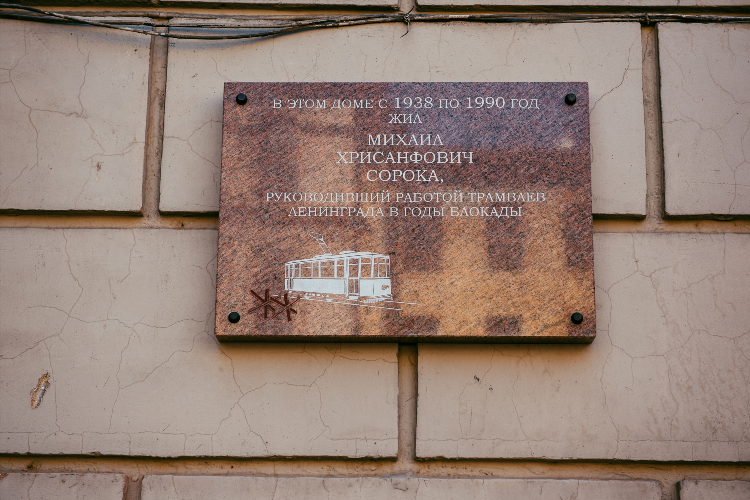 В ЭТОМ ДОМЕ С 1938 ПО 1990 ГОД
ЖИЛ
МИХАИЛ
ХРИСАНФОВИЧ
СОРОКА,
РУКОВОДИВШИЙ РАБОТОЙ ТРАМВАЕВ
ЛЕНИНГРАДА В ГОДЫ БЛОКАДЫ